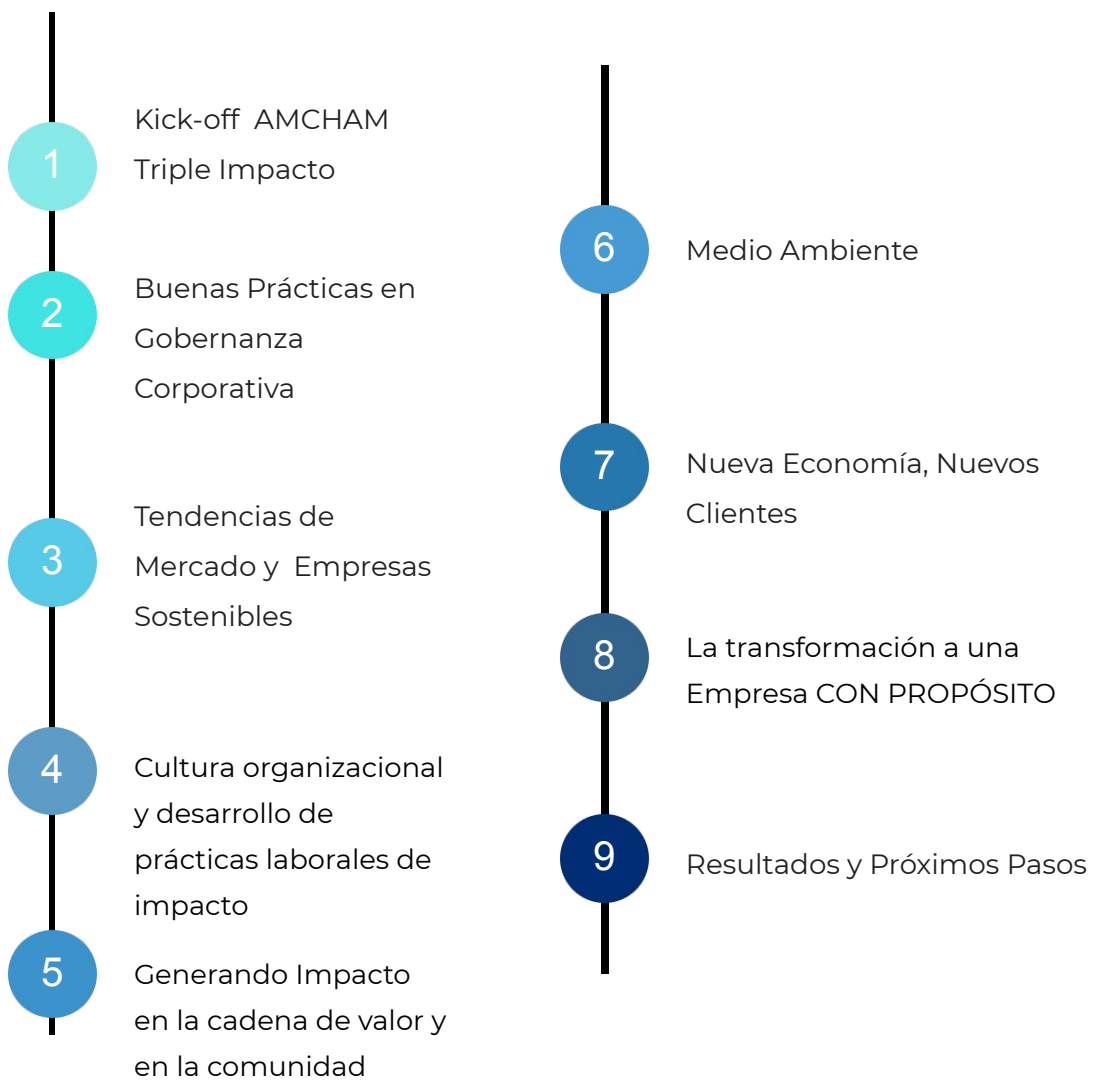 1
Kick-off AMCHAM
Triple Impacto
2
Buenas Prácticas en
Gobernanza
Corporativa
3
Tendencias de
Mercado y Empresas
Sostenibles
4
Cultura organizacional
y desarrollo de
prácticas laborales de
impacto
5
Generando Impacto
en la cadena de valor y
en la comunidad
6
Medio Ambiente
7
Nueva Economía, Nuevos
Clientes
8
La transformación a una
Empresa CON PROPÓSITO
9
Resultados y Próximos Pasos